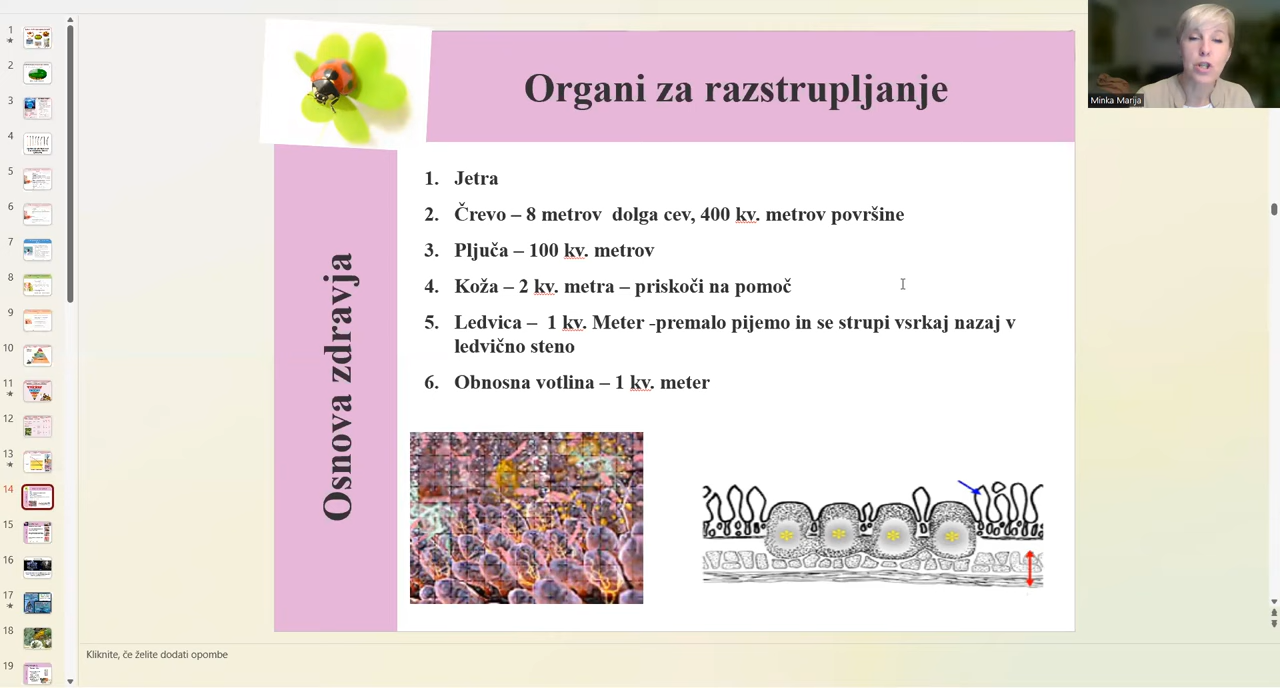 Organi za razstrupljanje
Osnova zdravja
1. Jetra
2. Črevo – 8 metrov dolga cev, 400 kv. metrov površine
3. Pljuča – 100 kv. metrov
4. Koža – 2 kv. metra – priskoči na pomoč
5. Ledvica – 1 kv. Meter -premalo pijemo in se strupi vsrkaj nazaj v
ledvično steno
6. Obnosna votlina – 1 kv. meter
Minka Marija
Kliknite, če želite dodati opombe
1
2
3
4
5
6
7
8
9
10
11
12
13
14
15
16
17
18
19